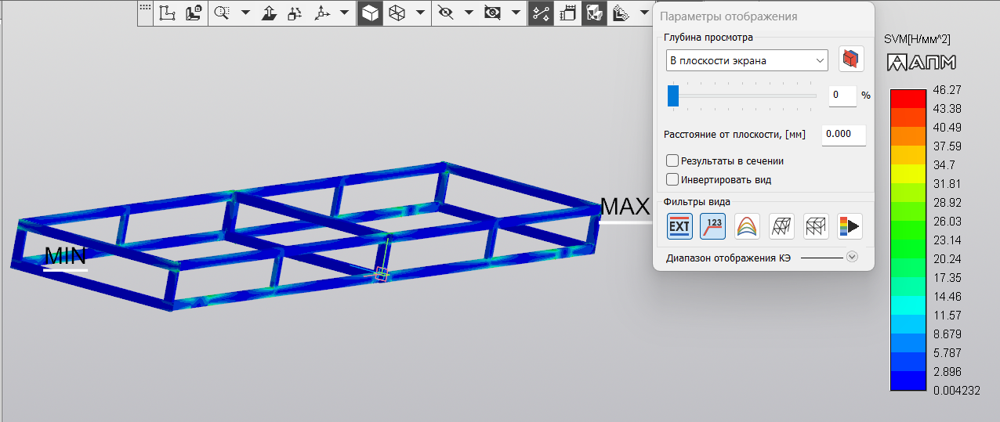 Параметры отображения
Глубина просмотра
В плоскости экрана
0 %
Расстояние от плоскости, [мм] 0.000
Результаты в сечении
Инвертировать вид
Фильтры вида
EXT 123
Диапазон отображения КЭ
SVM[Н/мм^2]
АПМ
46.27
43.38
40.49
37.59
34.7
31.81
28.92
26.03
23.14
20.24
17.35
14.46
11.57
8.679
5.787
2.896
0.004232
MAX
MIN